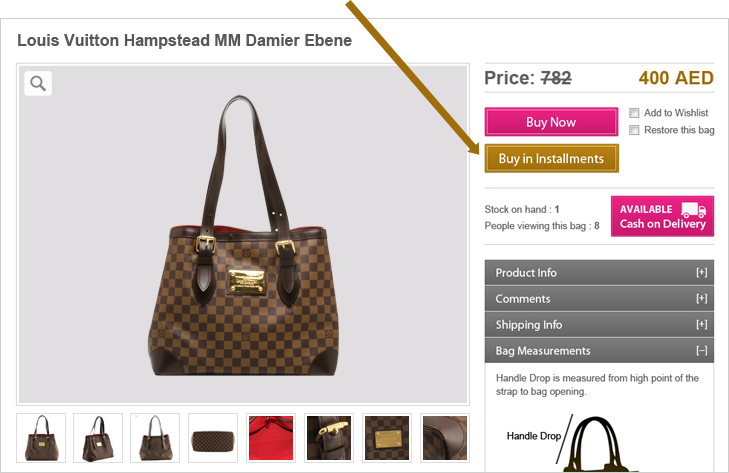 Louis Vuitton Hampstead MM Damier Ebene
Price: 782 400 AED
Buy Now
Add to Wishlist
Restore this bag
Buy in Installments
Stock on hand : 1
People viewing this bag : 8
AVAILABLE
Cash on Delivery
Product Info [+]
Comments [+]
Shipping Info [+]
Bag Measurements [–]
Handle Drop is measured from high point of the
strap to bag opening.
Handle Drop